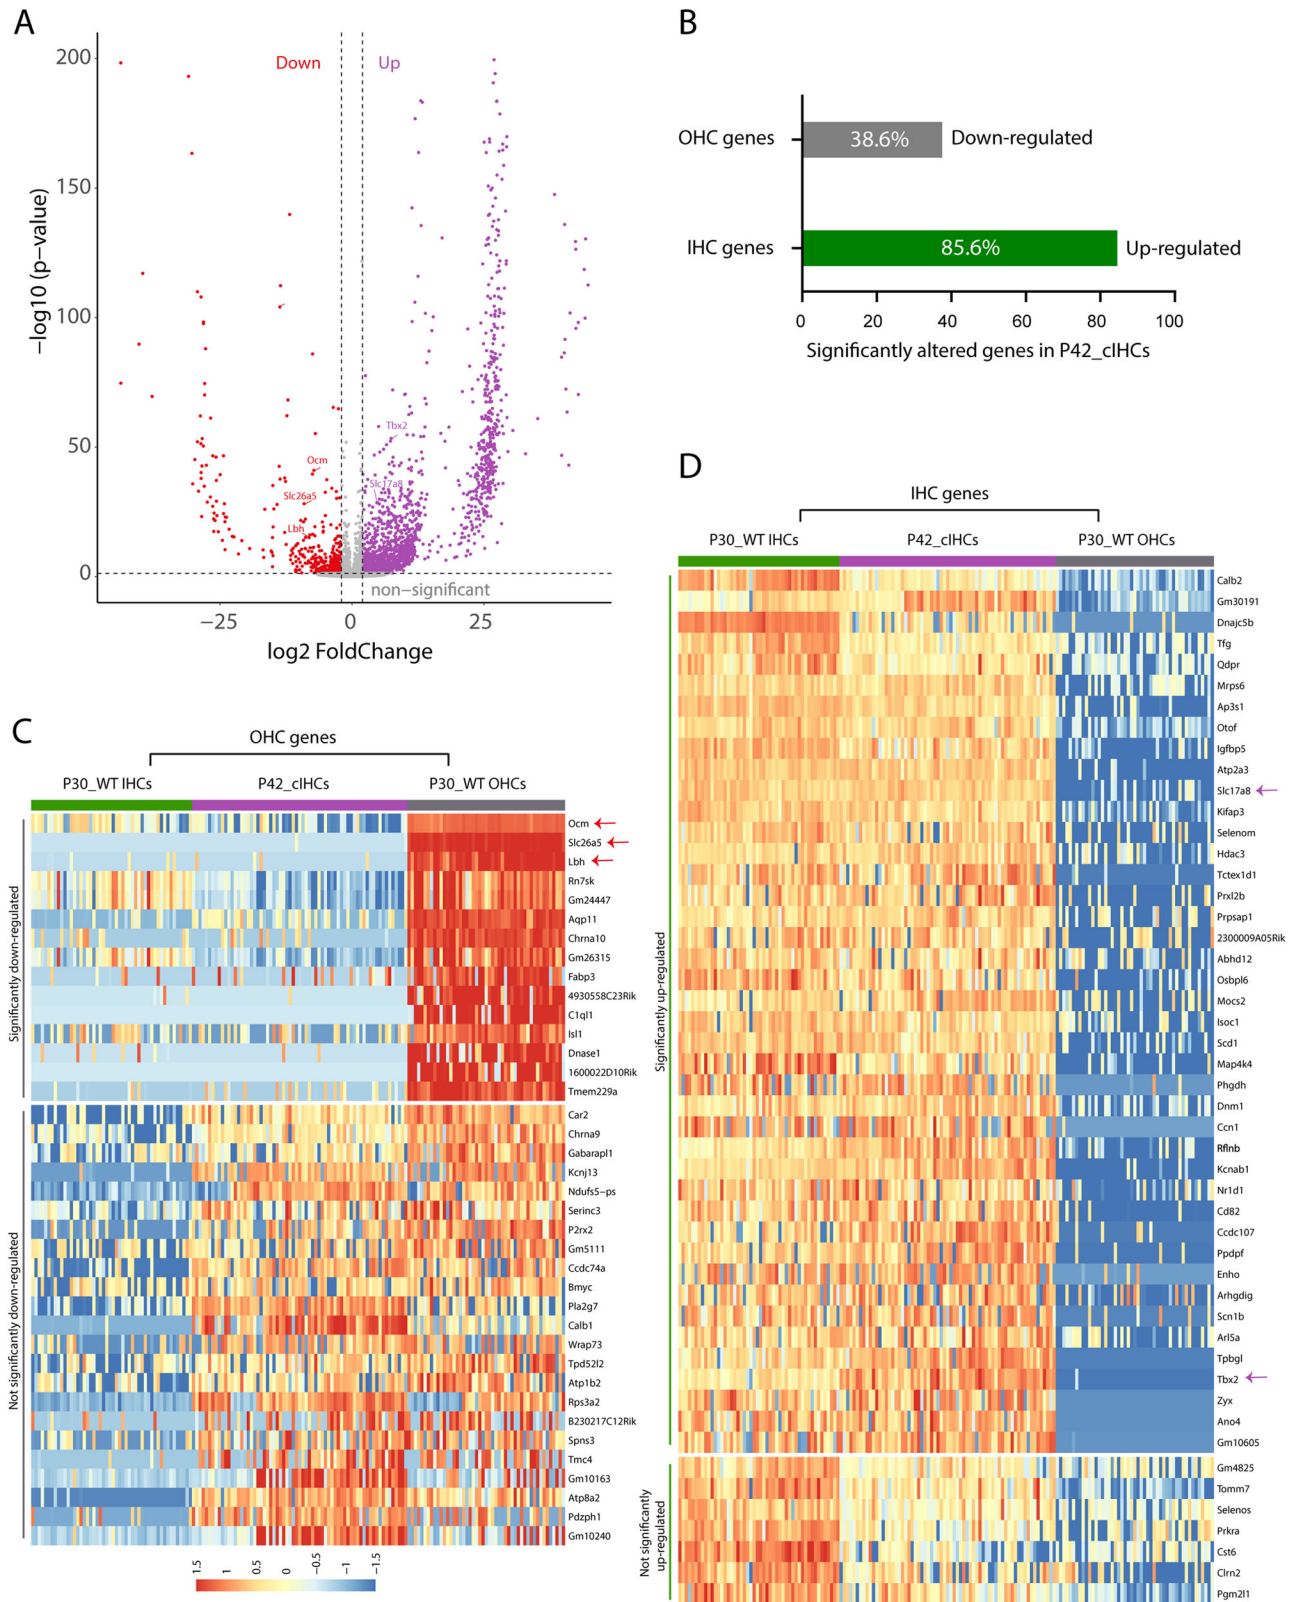 A
200
150
100
50
0
−log10 (p−value)
Down
Up
Tbx2
Ocm
Slc17a8
Slc26a5
Lbh
non−significant
−25
0
25
log2 FoldChange
B
OHC genes
38.6%
Down-regulated
IHC genes
85.6%
Up-regulated
0
20
40
60
80
100
Significantly altered genes in P42_cIHCs
C
OHC genes
P30_WT IHCs
P42_cIHCs
P30_WT OHCs
Significantly down-regulated
Ocm
Slc26a5
Lbh
Rn7sk
Gm24447
Aqp11
Chrna10
Gm26315
Fabp3
4930558C23Rik
C1ql1
Isl1
Dnase1
1600022D10Rik
Tmem229a
Not significantly down-regulated
Car2
Chrna9
Gabarapl1
Kcnj13
Ndufs5−ps
Serinc3
P2rx2
Gm5111
Ccdc74a
Bmyc
Pla2g7
Calb1
Wrap73
Tpd52l2
Atp1b2
Rps3a2
B230217C12Rik
Spns3
Tmc4
Gm10163
Atp8a2
Pdzph1
Gm10240
1.5
1
0.5
0
−0.5
−1
−1.5
D
IHC genes
P30_WT IHCs
P42_cIHCs
P30_WT OHCs
Significantly up-regulated
Calb2
Gm30191
Dnajc5b
Tfg
Qdpr
Mrps6
Ap3s1
Otof
Igfbp5
Atp2a3
Slc17a8
Kifap3
Selenom
Hdac3
Tctex1d1
Prxl2b
Prpsap1
2300009A05Rik
Abhd12
Osbpl6
Mocs2
Isoc1
Scd1
Map4k4
Phgdh
Dnm1
Ccn1
Rflnb
Kcnab1
Nr1d1
Cd82
Ccdc107
Ppdpf
Enho
Arhgdig
Scn1b
Arl5a
Tpbgl
Tbx2
Zyx
Ano4
Gm10605
Not significantly
up-regulated
Gm4825
Tomm7
Selenos
Prkra
Cst6
Clrn2
Pgm2l1